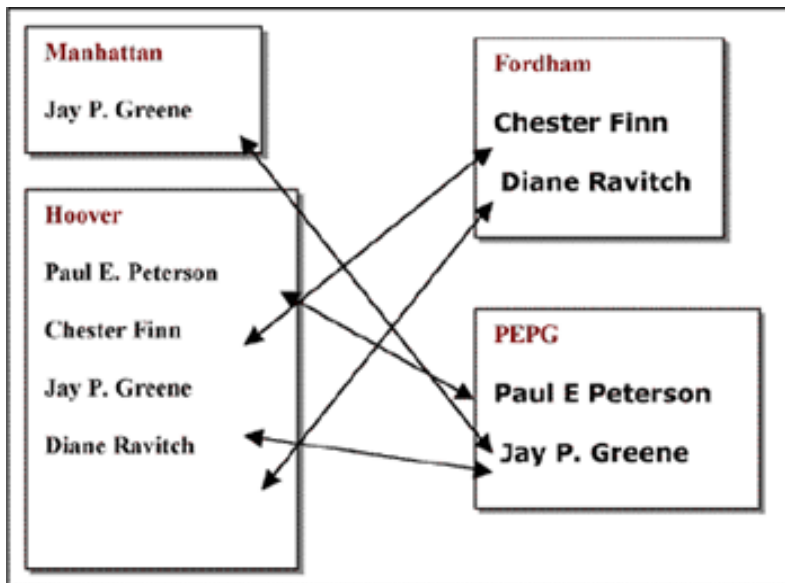 Manhattan
Jay P. Greene
Hoover
Paul E. Peterson
Chester Finn
Jay P. Greene
Diane Ravitch
Fordham
Chester Finn
Diane Ravitch
PEPG
Paul E Peterson
Jay P. Greene